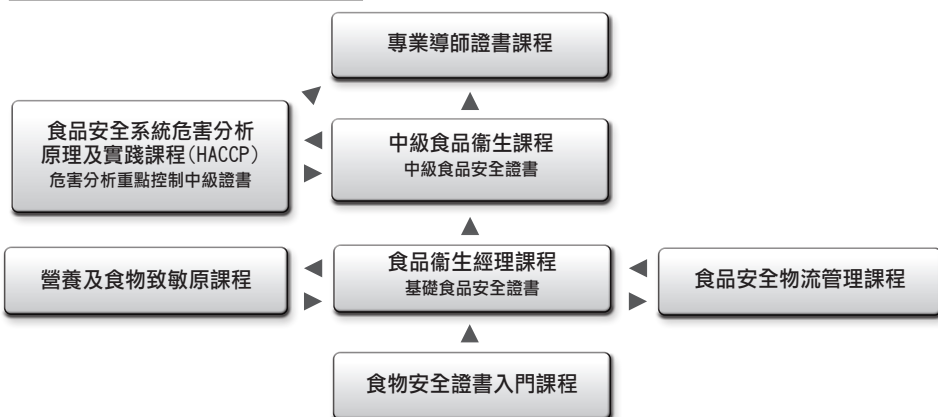 專業導師證書課程
食品安全系統危害分析
原理及實踐課程(HACCP)
危害分析重點控制中級證書
中級食品衞生課程
中級食品安全證書
營養及食物致敏原課程
食品衞生經理課程
基礎食品安全證書
食品安全物流管理課程
食物安全證書入門課程